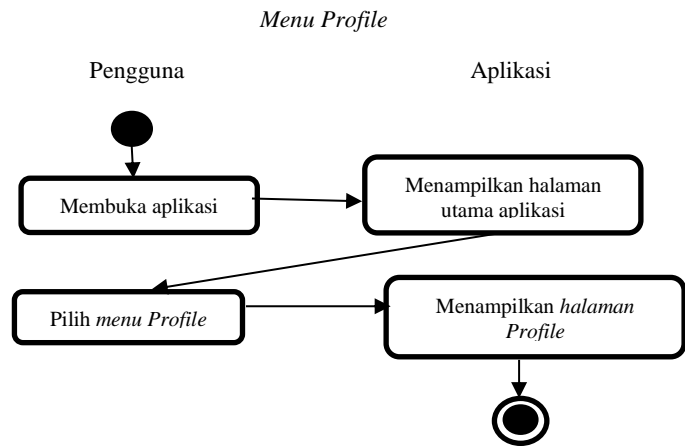 Menu Profile
Pengguna
Aplikasi
Membuka aplikasi
Menampilkan halaman
utama aplikasi
Pilih menu Profile
Menampilkan halaman
Profile